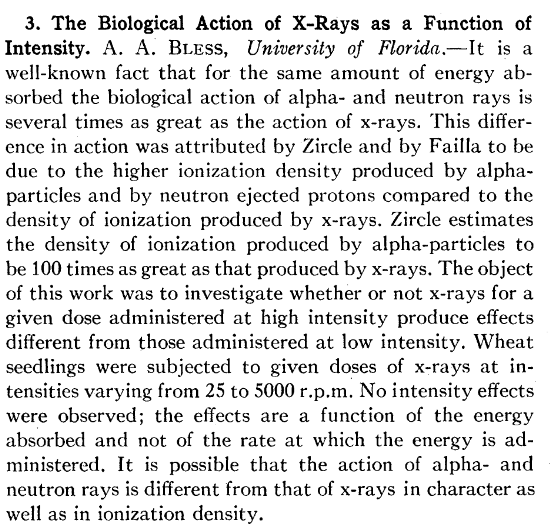 3. The Biological Action of X-Rays as a Function of
Intensity. A. A. BLESS, University of Florida.—It is a
well-known fact that for the same amount of energy ab-
sorbed the biological action of alpha- and neutron rays is
several times as great as the action of x-rays. This differ-
ence in action was attributed by Zircle and by Failla to be
due to the higher ionization density produced by alpha-
particles and by neutron ejected protons compared to the
density of ionization produced by x-rays. Zircle estimates
the density of ionization produced by alpha-particles to
be 100 times as great as that produced by x-rays. The object
of this work was to investigate whether or not x-rays for a
given dose administered at high intensity produce effects
different from those administered at low intensity. Wheat
seedlings were subjected to given doses of x-rays at in-
tensities varying from 25 to 5000 r.p.m. No intensity effects
were observed; the effects are a function of the energy
absorbed and not of the rate at which the energy is ad-
ministered. It is possible that the action of alpha- and
neutron rays is different from that of x-rays in character as
well as in ionization density.